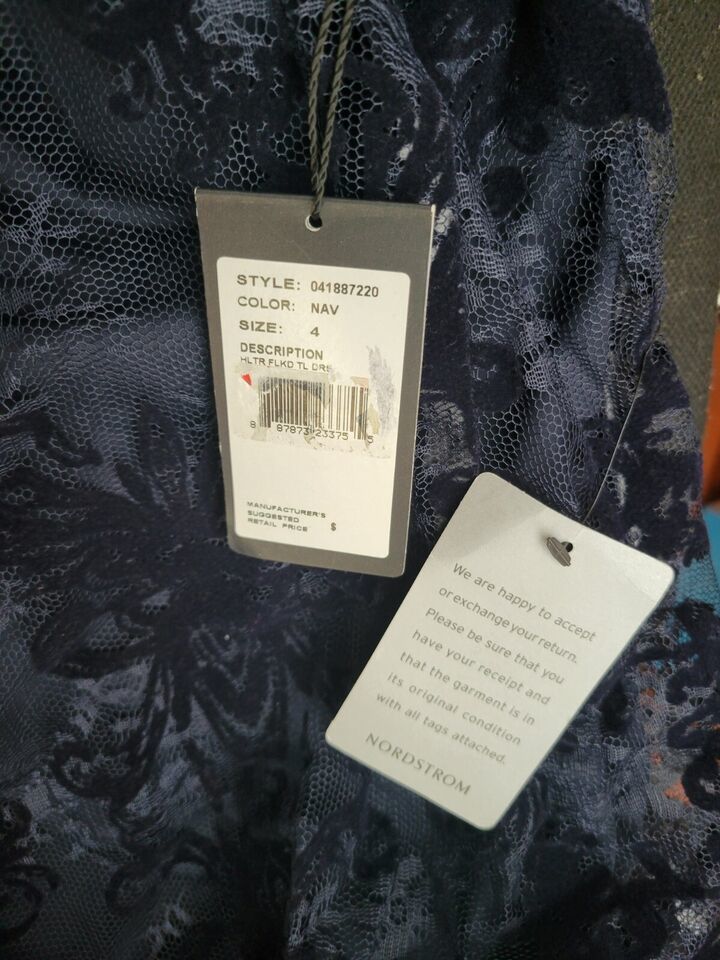 STYLE: 041887220
COLOR: NAV
SIZE: 4
DESCRIPTION
HLTR FLKD TL DRS
8 87873 23375 5
MANUFACTURER'S
SUGGESTED
RETAIL PRICE $
We are happy to accept
or exchange your return.
Please be sure that you
have your receipt and
that the garment is in
its original condition
with all tags attached.
NORDSTROM